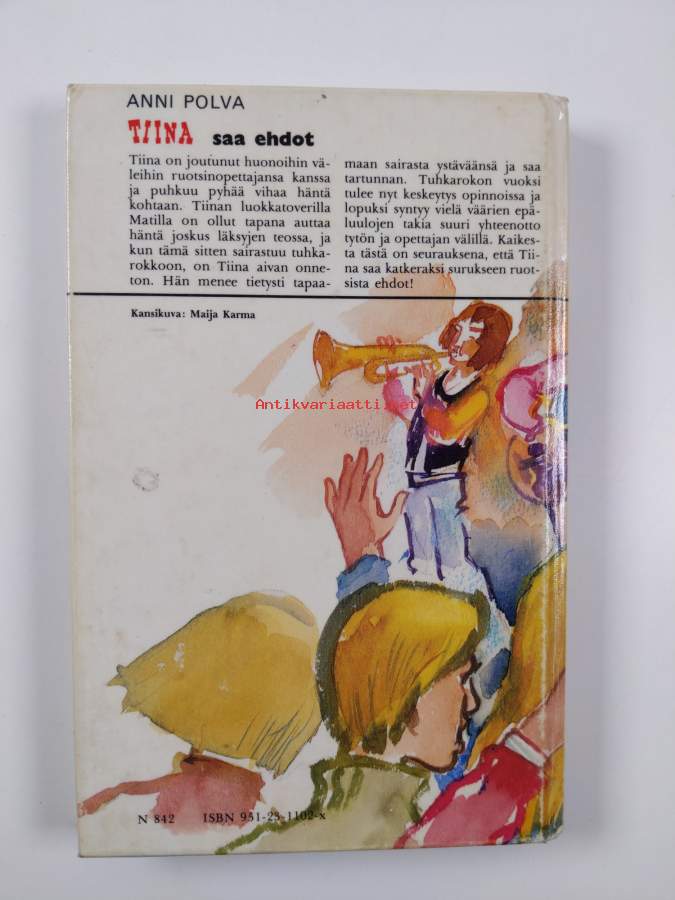 ANNI POLVA
TIINA saa ehdot
Tiina on joutunut huonoihin vä-
leihin ruotsinopettajansa kanssa
ja puhkuu pyhää vihaa häntä
kohtaan. Tiinan luokkatoverilla
Matilla on ollut tapana auttaa
häntä joskus läksyjen teossa, ja
kun tämä sitten sairastuu tuhka-
rokkoon, on Tiina aivan onne-
ton. Hän menee tietysti tapaa-
maan sairasta ystäväänsä ja saa
tartunnan. Tuhkarokon vuoksi
tulee nyt keskeytys opinnoissa ja
lopuksi syntyy vielä väärien epä-
luulojen takia suuri yhteenotto
tytön ja opettajan välillä. Kaikes-
ta tästä on seurauksena, että Tii-
na saa katkeraksi surukseen ruot-
sista ehdot!
Kansikuva: Maija Karma
Antikvariaatti.net
N 842 ISBN 951-23-1102-x